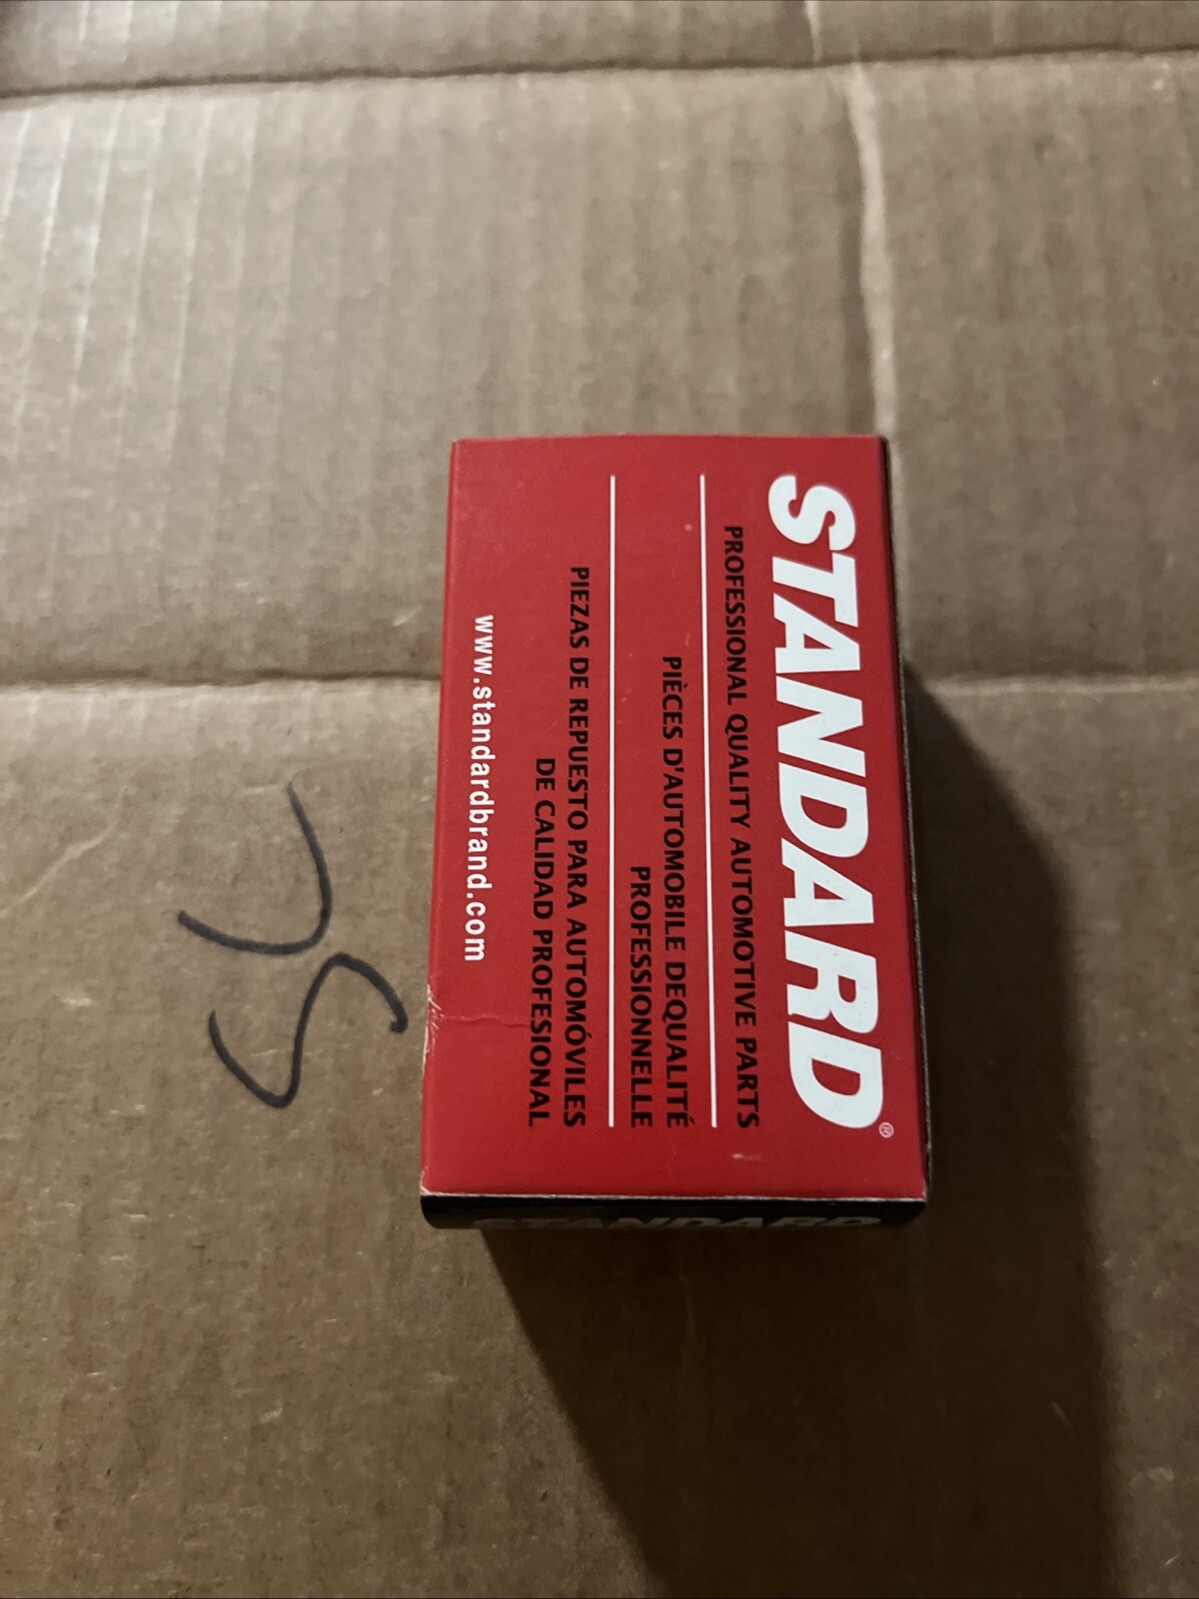 STANDARD®
PROFESSIONAL QUALITY AUTOMOTIVE PARTS
PIÈCES D'AUTOMOBILE DEQUALITÉ
PROFESSIONNELLE
PIEZAS DE REPUESTO PARA AUTOMÓVILES
DE CALIDAD PROFESIONAL
www.standardbrand.com
STANDARD